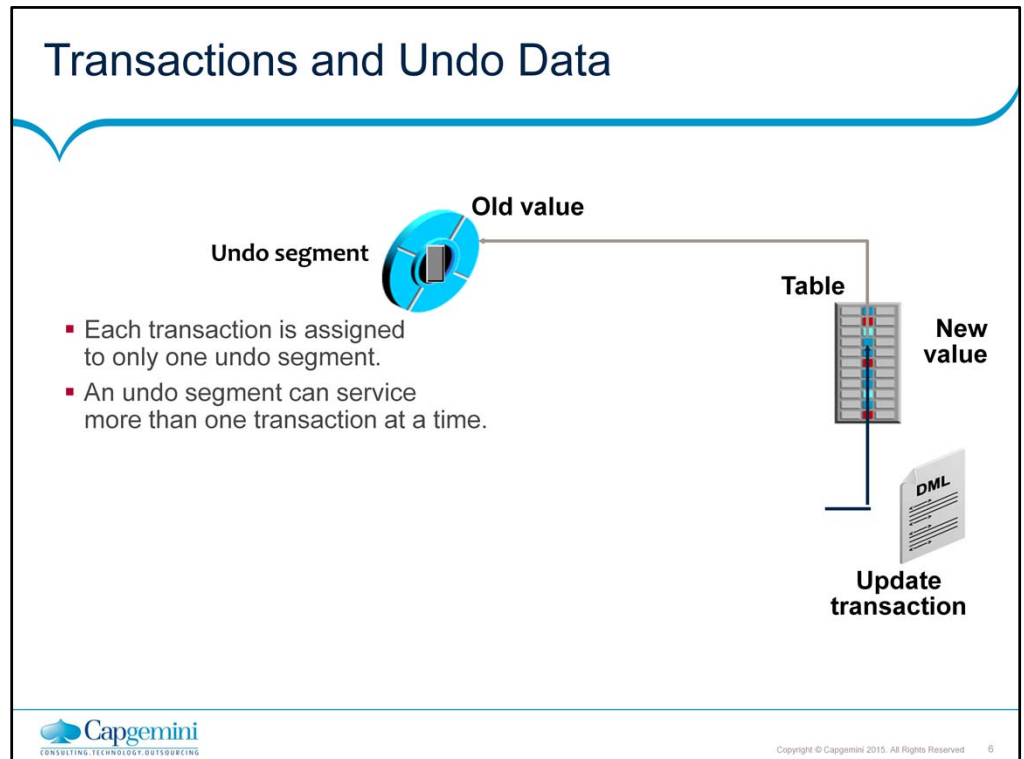 Transactions and Undo Data
Old value
Undo segment
Table
New
value
▪ Each transaction is assigned
to only one undo segment.
▪ An undo segment can service
more than one transaction at a time.
DML
Update
transaction
Capgemini
CONSULTING.TECHNOLOGY.OUTSOURCING
Copyright © Capgemini 2015. All Rights Reserved 6